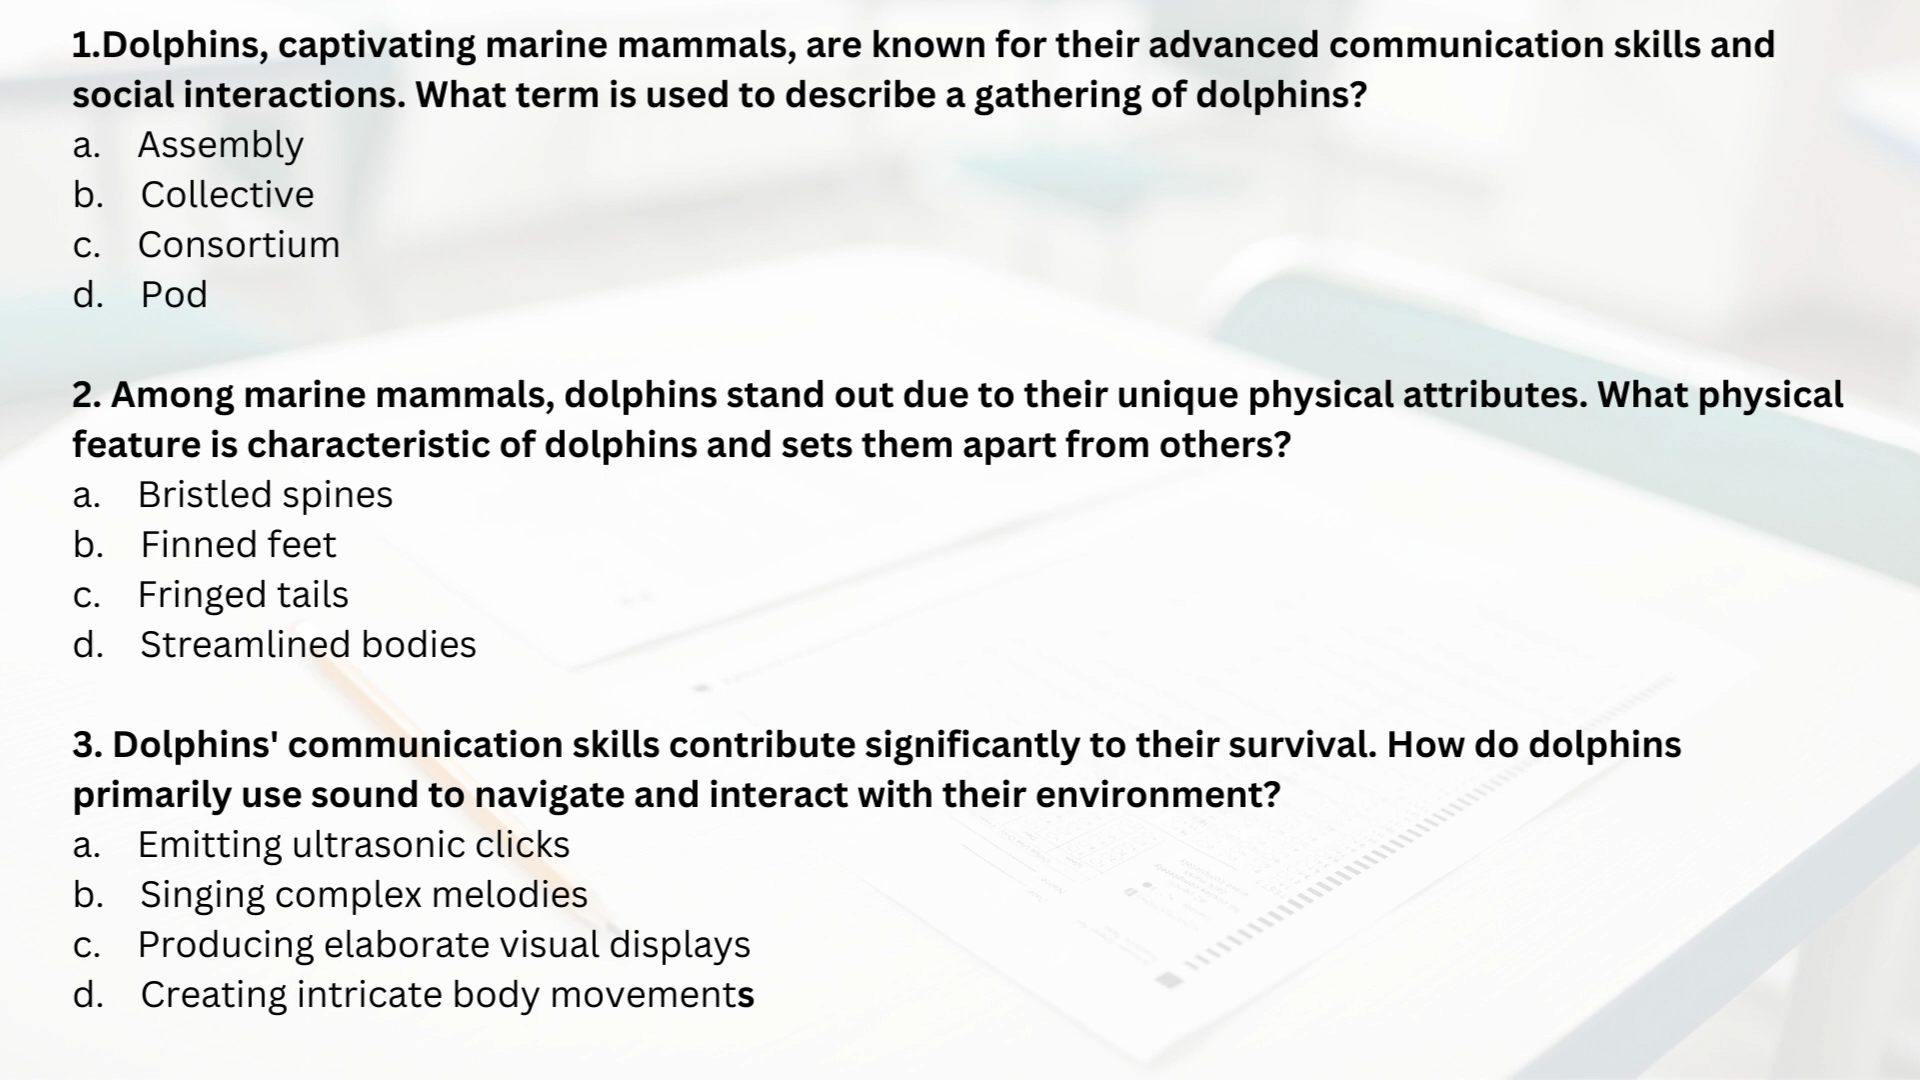 1.Dolphins, captivating marine mammals, are known for their advanced communication skills and
social interactions. What term is used to describe a gathering of dolphins?
a. Assembly
b. Collective
c. Consortium
d. Pod
2. Among marine mammals, dolphins stand out due to their unique physical attributes. What physical
feature is characteristic of dolphins and sets them apart from others?
a. Bristled spines
b. Finned feet
c. Fringed tails
d. Streamlined bodies
3. Dolphins' communication skills contribute significantly to their survival. How do dolphins
primarily use sound to navigate and interact with their environment?
a. Emitting ultrasonic clicks
b. Singing complex melodies
c. Producing elaborate visual displays
d. Creating intricate body movements